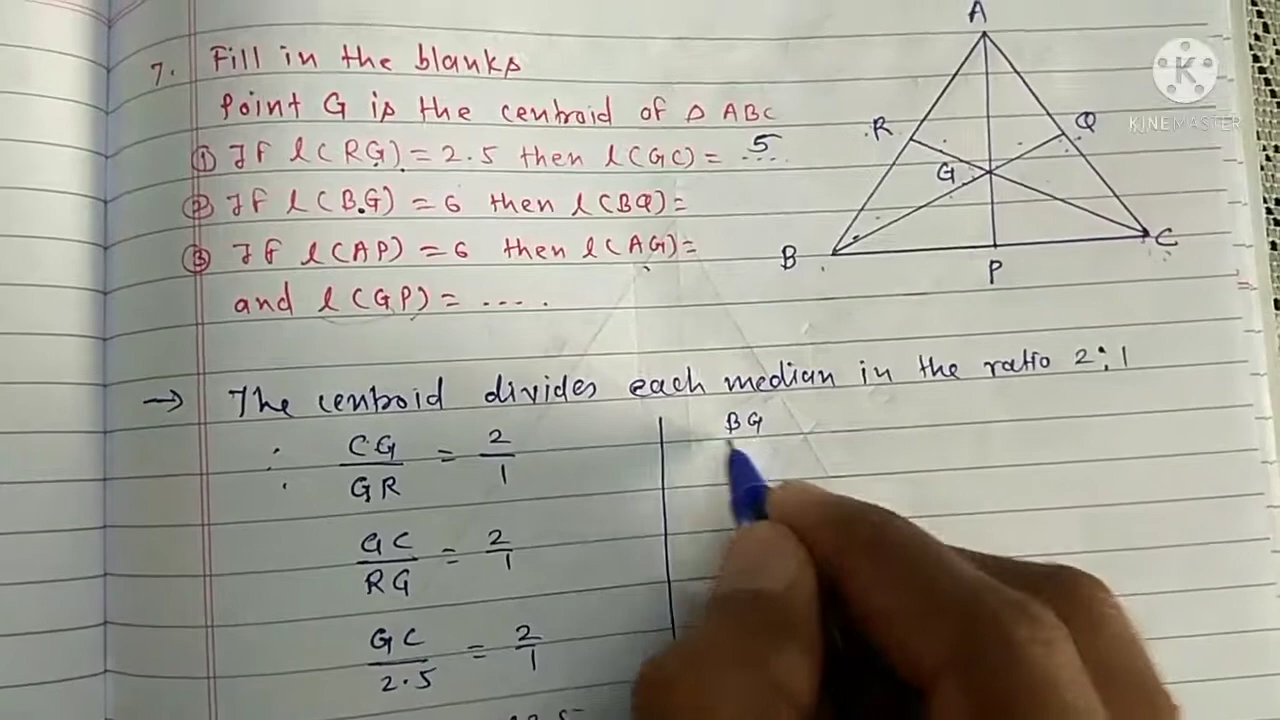 7. Fill in the blanks
Point G is the centroid of △ ABC
① If l(RG) = 2.5 then l(GC) = 5
② If l(BG) = 6 then l(BQ) =
③ If l(AP) = 6 then l(AG) =
and l(GP) = ....
A
R
Q
G
B
C
P
K
KINEMASTER
→ The centroid divides each median in the ratio 2:1
∴ CG/GR = 2/1
GC/RG = 2/1
GC/2.5 = 2/1
BG